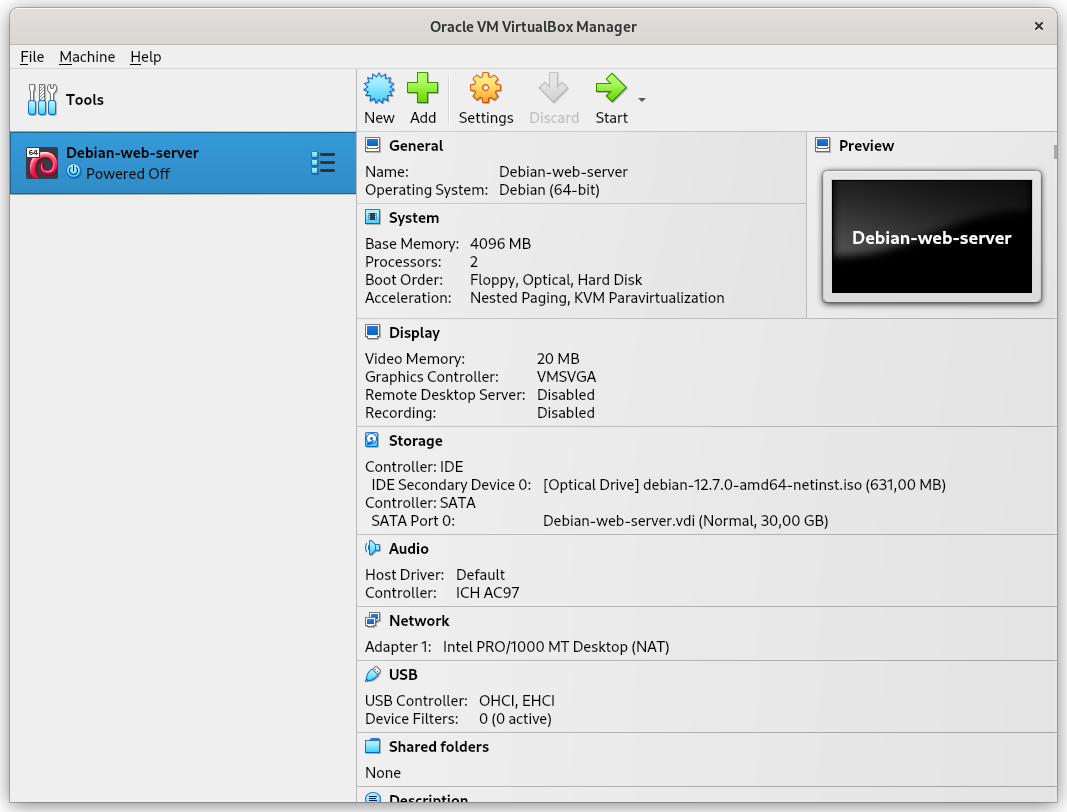 Oracle VM VirtualBox Manager
File Machine Help
Tools
New Add Settings Discard Start
64
Debian-web-server
Powered Off
General
Name: Debian-web-server
Operating System: Debian (64-bit)
Preview
Debian-web-server
System
Base Memory: 4096 MB
Processors: 2
Boot Order: Floppy, Optical, Hard Disk
Acceleration: Nested Paging, KVM Paravirtualization
Display
Video Memory: 20 MB
Graphics Controller: VMSVGA
Remote Desktop Server: Disabled
Recording: Disabled
Storage
Controller: IDE
IDE Secondary Device 0: [Optical Drive] debian-12.7.0-amd64-netinst.iso (631,00 MB)
Controller: SATA
SATA Port 0: Debian-web-server.vdi (Normal, 30,00 GB)
Audio
Host Driver: Default
Controller: ICH AC97
Network
Adapter 1: Intel PRO/1000 MT Desktop (NAT)
USB
USB Controller: OHCI, EHCI
Device Filters: 0 (0 active)
Shared folders
None
Description